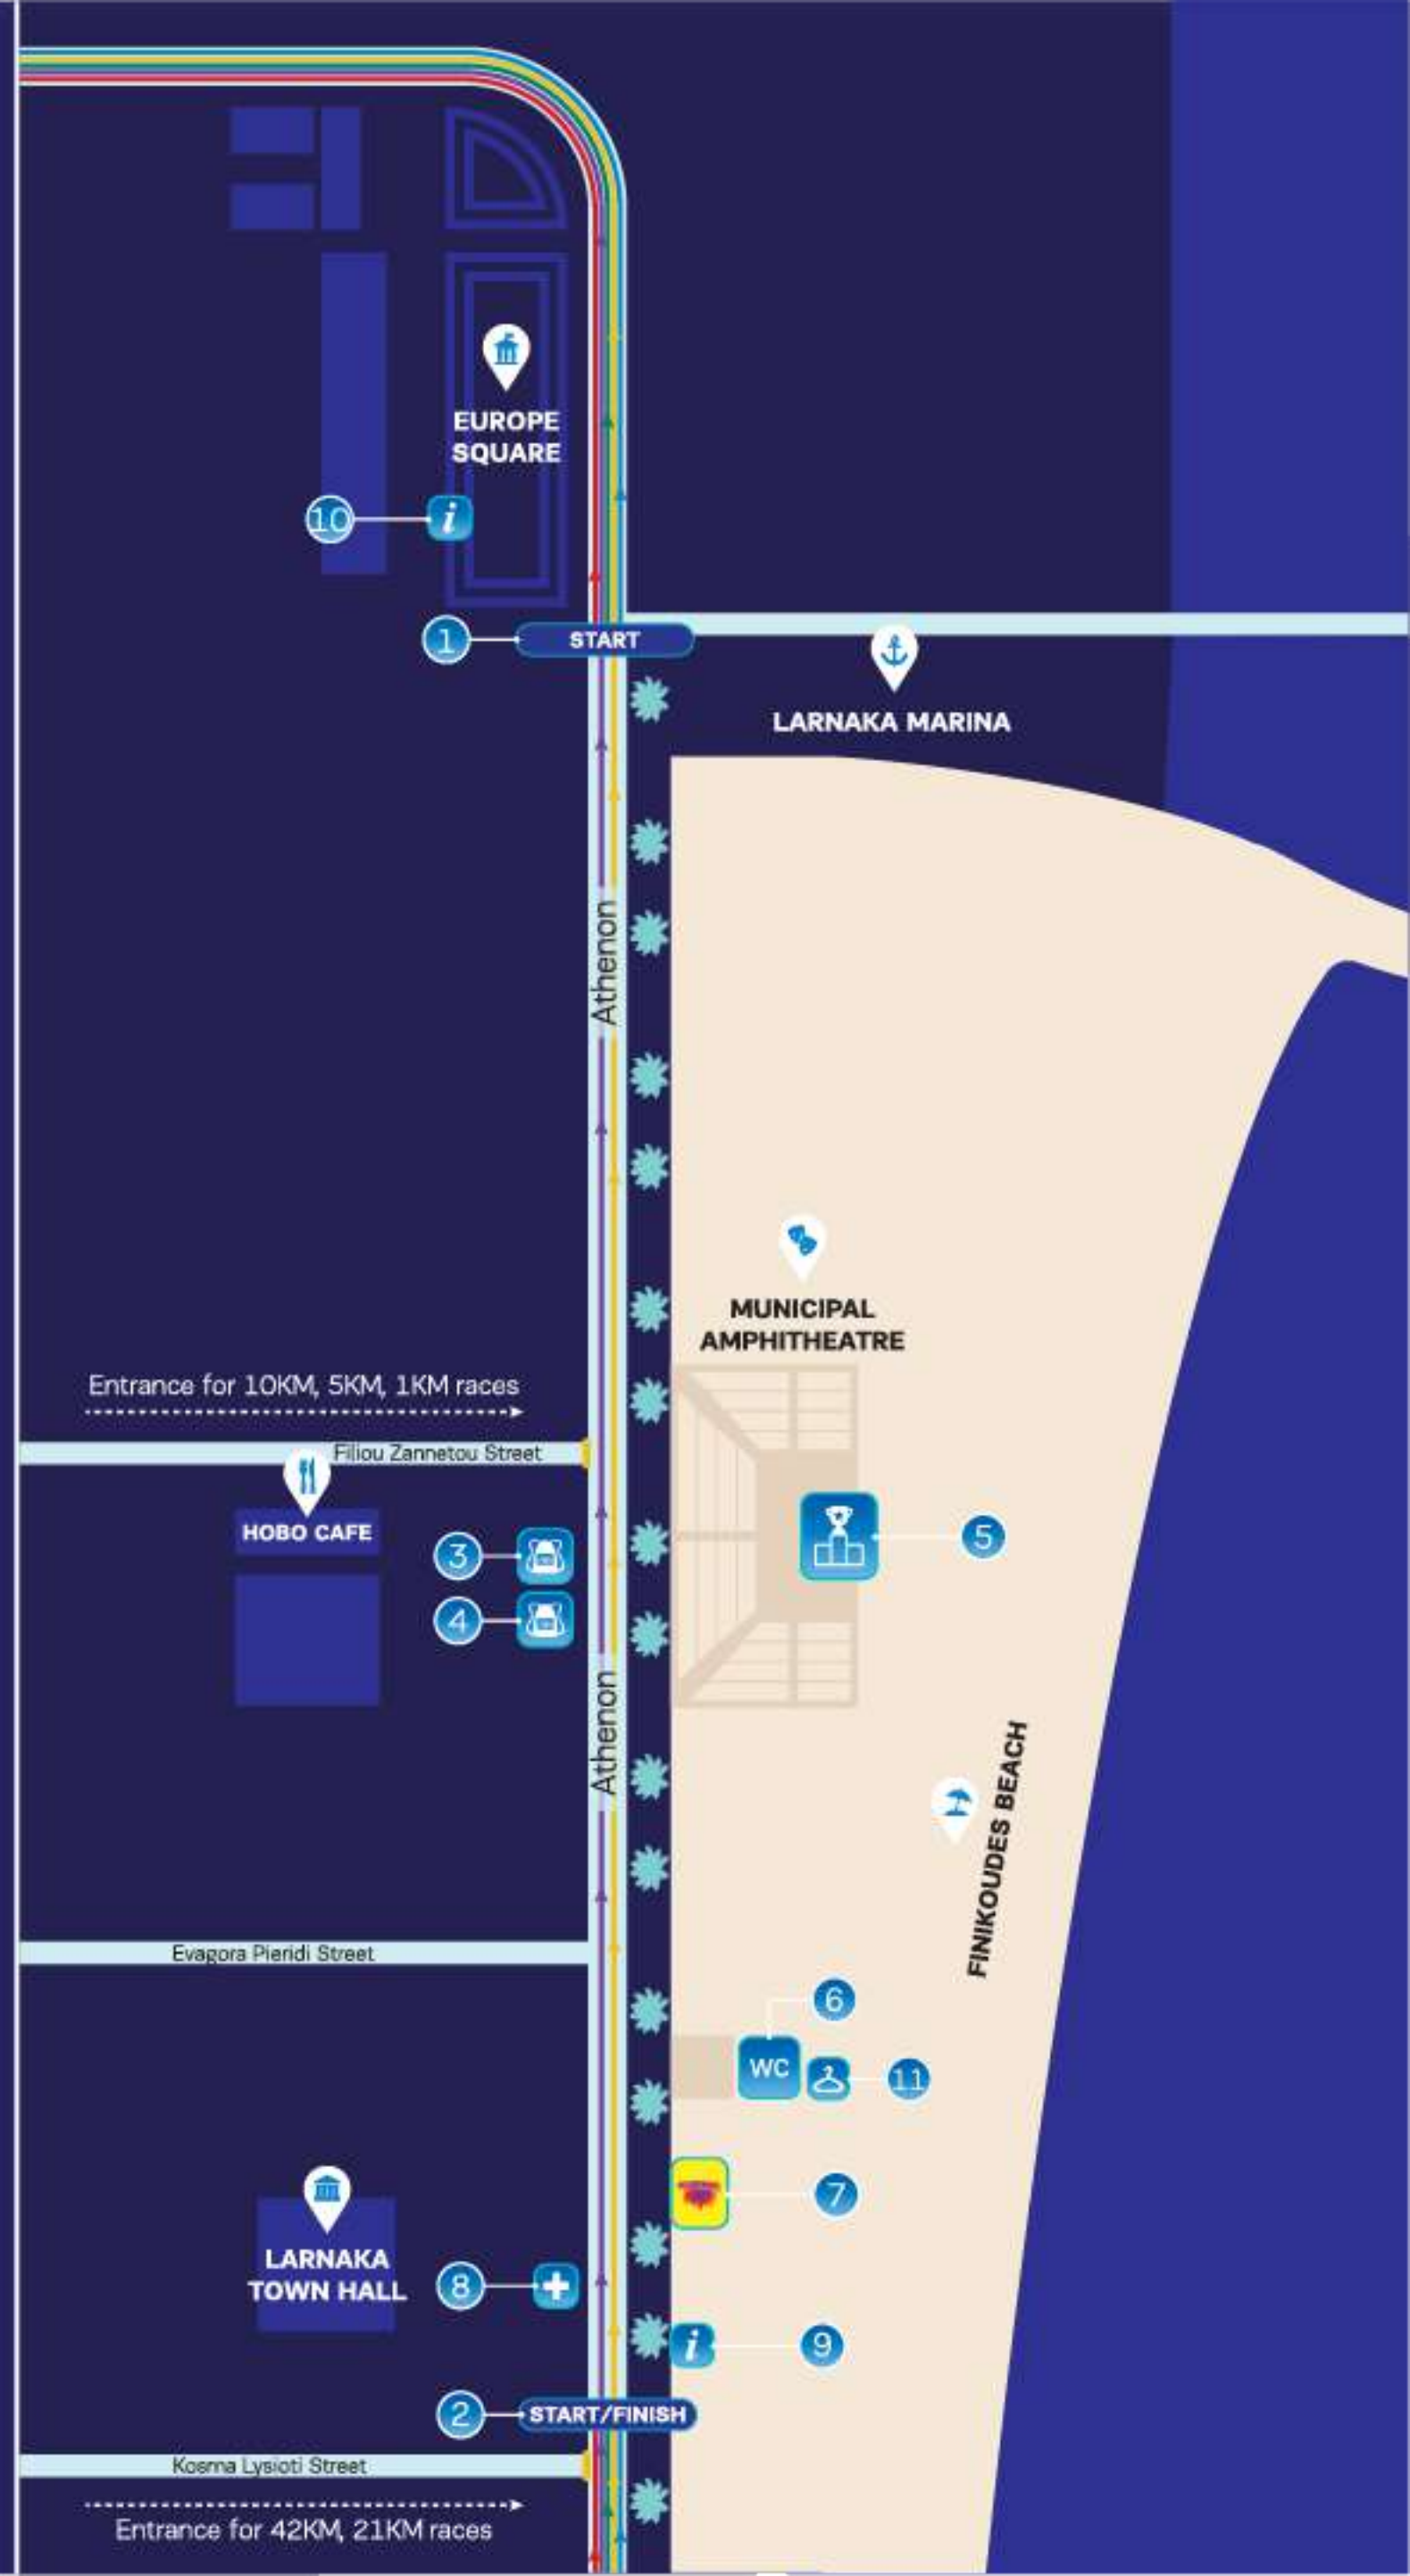 EUROPE
SQUARE
10
i
1
START
LARNAKA MARINA
Athenon
MUNICIPAL
AMPHITHEATRE
Entrance for 10KM, 5KM, 1KM races
Filiou Zannetou Street
HOBO CAFE
3
5
4
Athenon
FINIKOUDES BEACH
Evagora Pieridi Street
6
WC
11
7
LARNAKA
TOWN HALL
8
i
9
2
START/FINISH
Kosma Lysioti Street
Entrance for 42KM, 21KM races